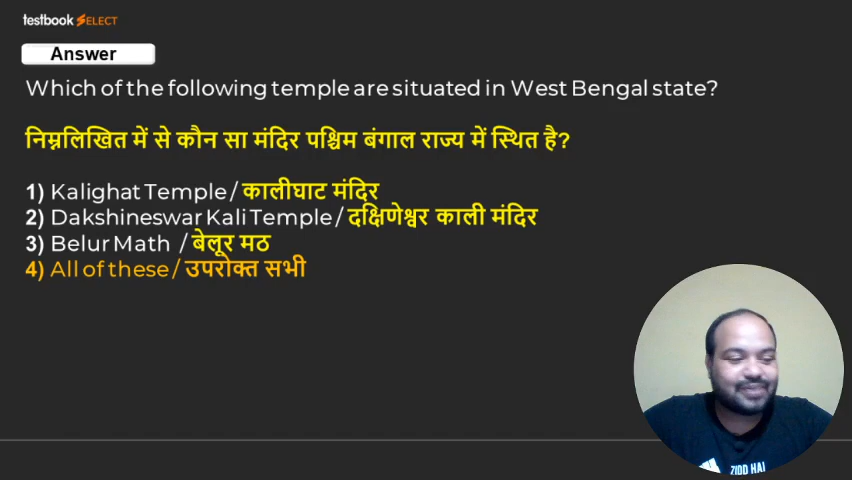 testbook SELECT
Answer
Which of the following temple are situated in West Bengal state?
निम्नलिखित में से कौन सा मंदिर पश्चिम बंगाल राज्य में स्थित है?
1) Kalighat Temple / कालीघाट मंदिर
2) Dakshineswar Kali Temple / दक्षिणेश्वर काली मंदिर
3) Belur Math / बेलूर मठ
4) All of these / उपरोक्त सभी
ZIDD HAI